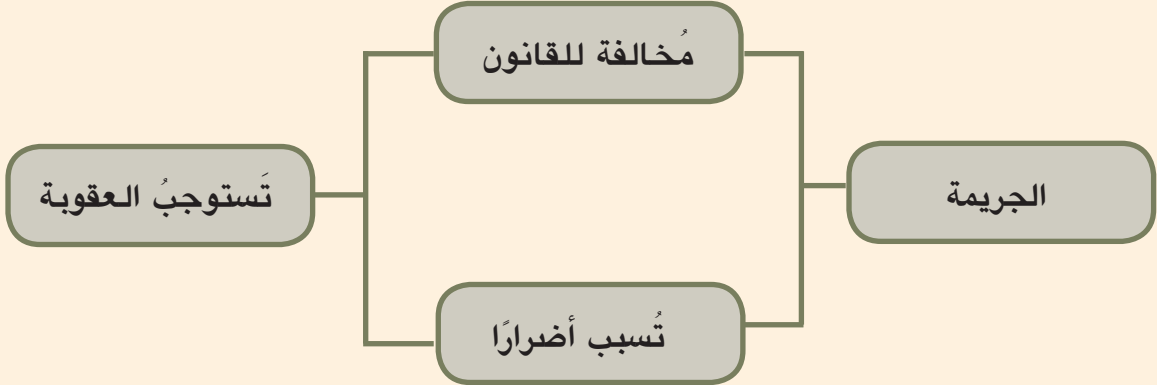 الجريمة
مُخالفة للقانون
تُسبب أضرارًا
تَستوجبُ العقوبة